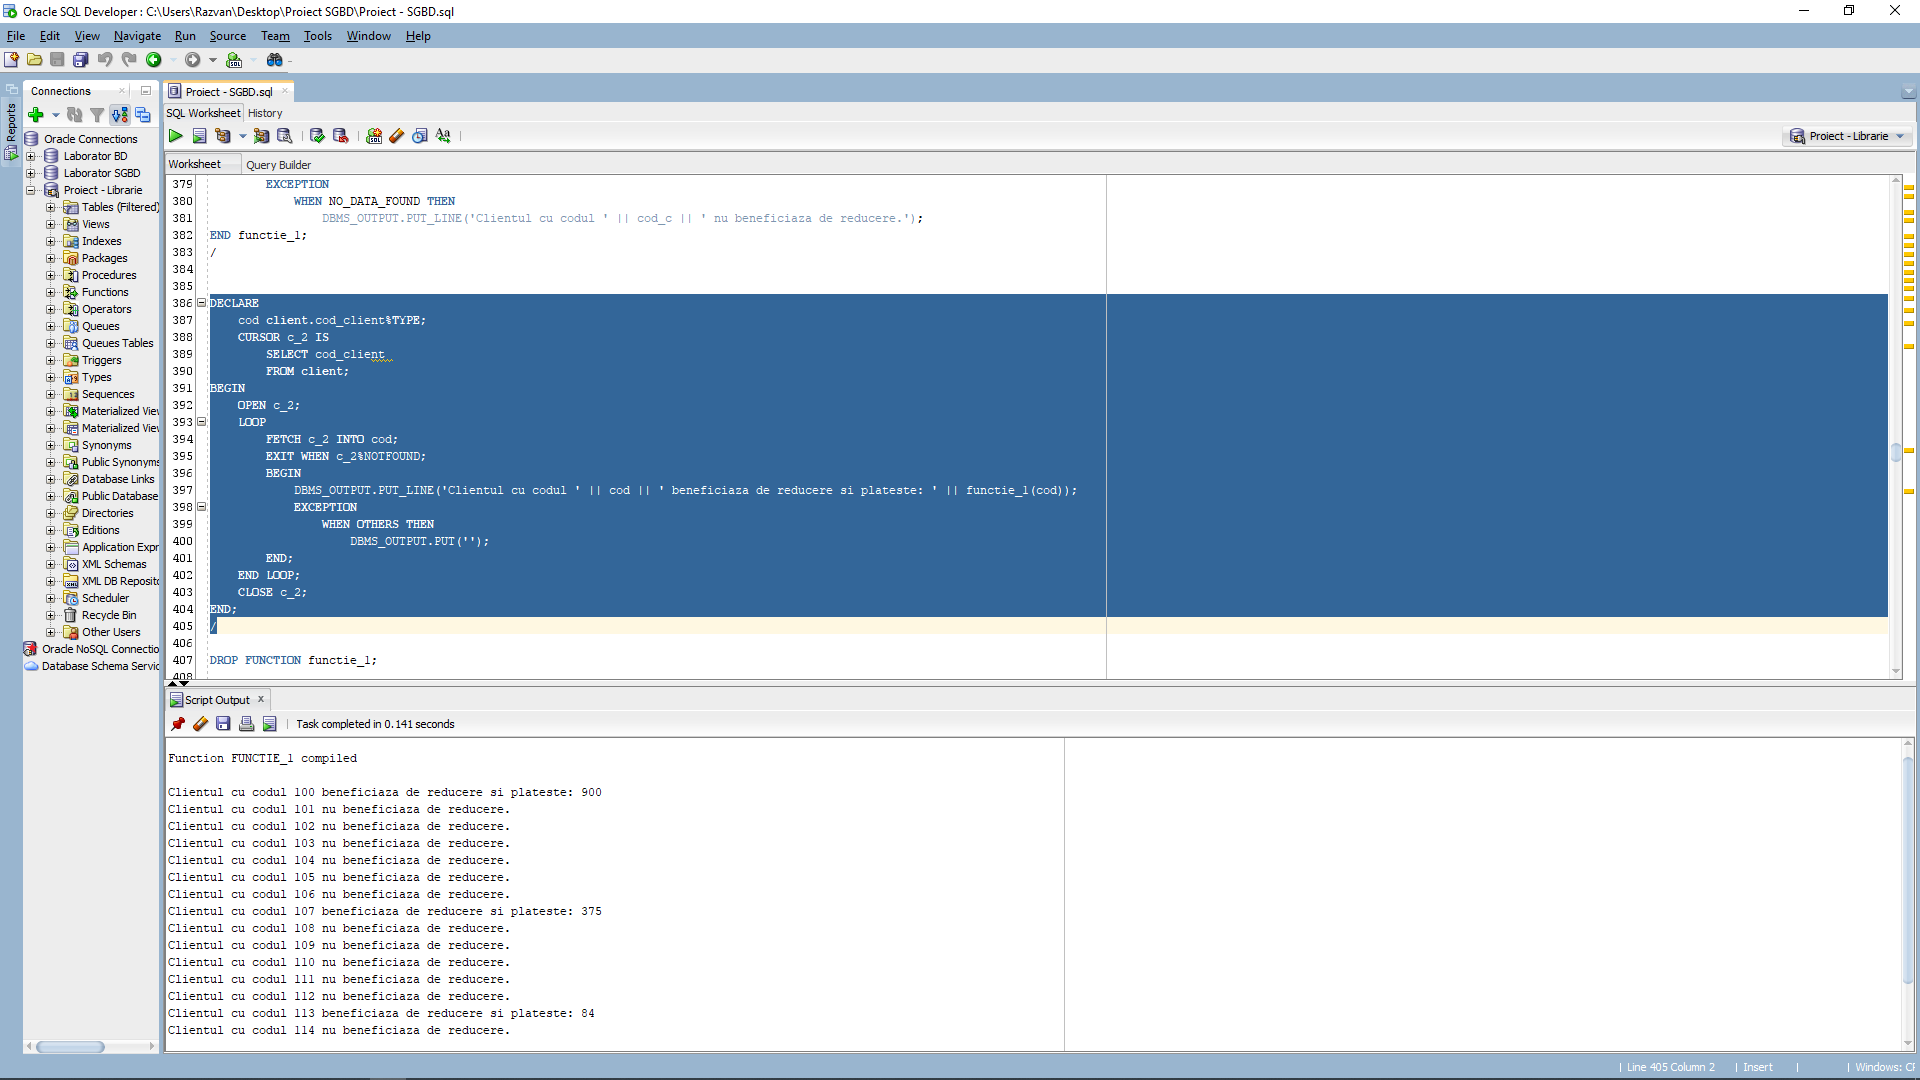 Oracle SQL Developer : C:\Users\Razvan\Desktop\Proiect SGBD\Proiect - SGBD.sql
File Edit View Navigate Run Source Team Tools Window Help
Connections
Proiect - SGBD.sql
Reports
SQL Worksheet History
Proiect - Librarie
Worksheet Query Builder
Oracle Connections
Laborator BD
Laborator SGBD
Proiect - Librarie
Tables (Filtered)
Views
Indexes
Packages
Procedures
Functions
Operators
Queues
Queues Tables
Triggers
Types
Sequences
Materialized Vie
Materialized Vie
Synonyms
Public Synonyms
Database Links
Public Database
Directories
Editions
Application Expr
XML Schemas
XML DB Reposito
Scheduler
Recycle Bin
Other Users
Oracle NoSQL Connectio
Database Schema Servic
379 EXCEPTION
380 WHEN NO_DATA_FOUND THEN
381 DBMS_OUTPUT.PUT_LINE('Clientul cu codul ' || cod_c || ' nu beneficiaza de reducere.');
382 END functie_1;
383 /
384
385
386 DECLARE
387 cod client.cod_client%TYPE;
388 CURSOR c_2 IS
389 SELECT cod_client
390 FROM client;
391 BEGIN
392 OPEN c_2;
393 LOOP
394 FETCH c_2 INTO cod;
395 EXIT WHEN c_2%NOTFOUND;
396 BEGIN
397 DBMS_OUTPUT.PUT_LINE('Clientul cu codul ' || cod || ' beneficiaza de reducere si plateste: ' || functie_1(cod));
398 EXCEPTION
399 WHEN OTHERS THEN
400 DBMS_OUTPUT.PUT('');
401 END;
402 END LOOP;
403 CLOSE c_2;
404 END;
405 /
406
407 DROP FUNCTION functie_1;
408
Script Output
Task completed in 0.141 seconds
Function FUNCTIE_1 compiled
Clientul cu codul 100 beneficiaza de reducere si plateste: 900
Clientul cu codul 101 nu beneficiaza de reducere.
Clientul cu codul 102 nu beneficiaza de reducere.
Clientul cu codul 103 nu beneficiaza de reducere.
Clientul cu codul 104 nu beneficiaza de reducere.
Clientul cu codul 105 nu beneficiaza de reducere.
Clientul cu codul 106 nu beneficiaza de reducere.
Clientul cu codul 107 beneficiaza de reducere si plateste: 375
Clientul cu codul 108 nu beneficiaza de reducere.
Clientul cu codul 109 nu beneficiaza de reducere.
Clientul cu codul 110 nu beneficiaza de reducere.
Clientul cu codul 111 nu beneficiaza de reducere.
Clientul cu codul 112 nu beneficiaza de reducere.
Clientul cu codul 113 beneficiaza de reducere si plateste: 84
Clientul cu codul 114 nu beneficiaza de reducere.
Line 405 Column 2 Insert Windows: CF